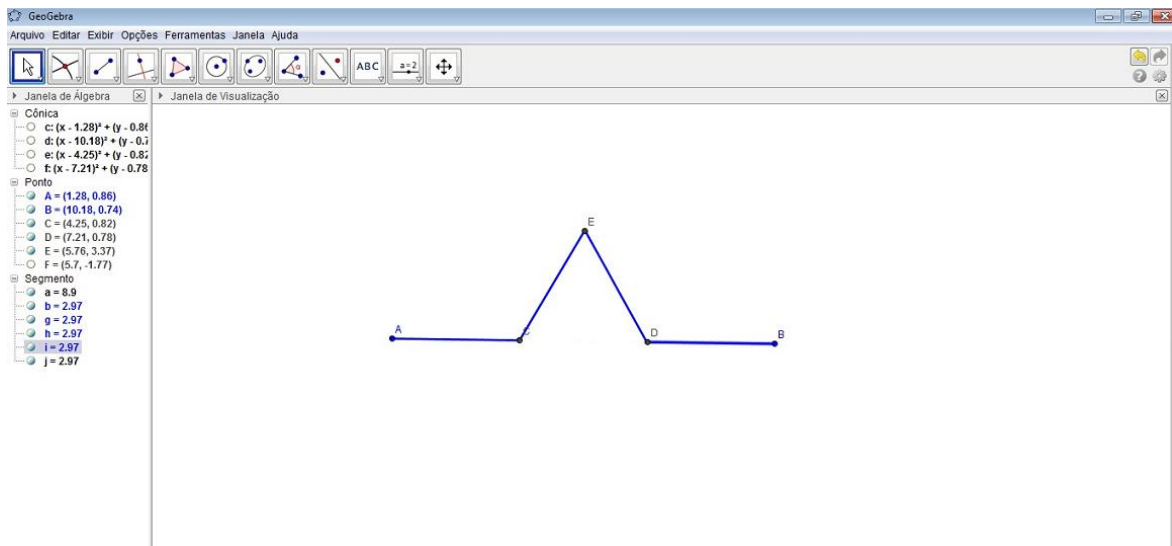 GeoGebra
Arquivo Editar Exibir Opções Ferramentas Janela Ajuda
ABC a=2
Janela de Álgebra
Janela de Visualização
Cônica
c: (x - 1.28)² + (y - 0.86
d: (x - 10.18)² + (y - 0.7
e: (x - 4.25)² + (y - 0.82
f: (x - 7.21)² + (y - 0.78
Ponto
A = (1.28, 0.86)
B = (10.18, 0.74)
C = (4.25, 0.82)
D = (7.21, 0.78)
E = (5.76, 3.37)
F = (5.7, -1.77)
Segmento
a = 8.9
b = 2.97
g = 2.97
h = 2.97
i = 2.97
j = 2.97
E
A
C
D
B